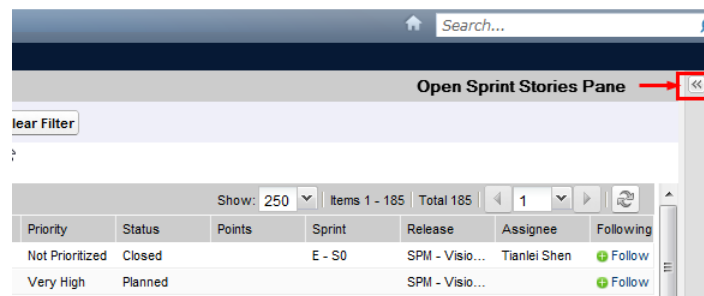 Search...
Open Sprint Stories Pane
lear Filter
Show: 250 Items 1 - 185 Total 185 1
Priority Status Points Sprint Release Assignee Following
Not Prioritized Closed E - S0 SPM - Visio... Tianlei Shen Follow
Very High Planned SPM - Visio... Follow